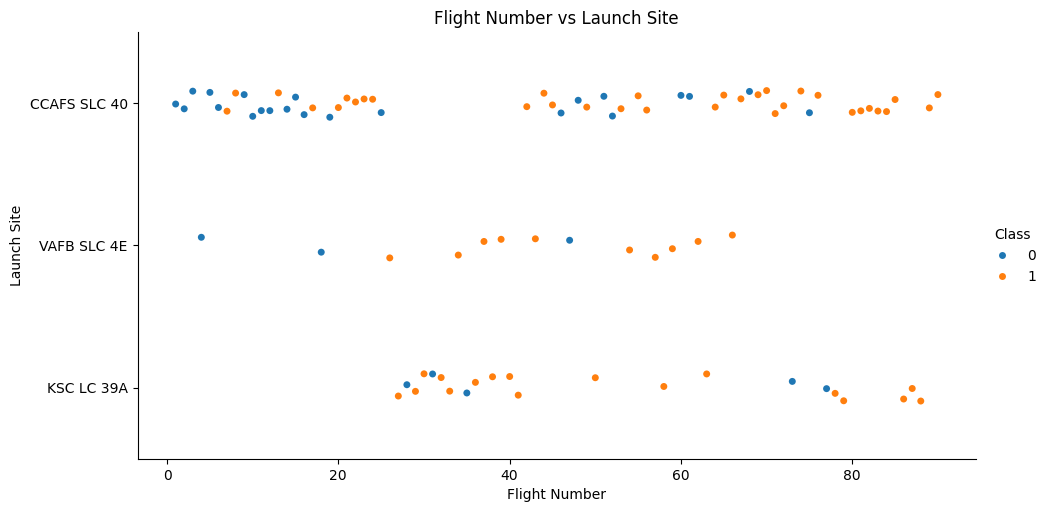 Flight Number vs Launch Site
Launch Site
CCAFS SLC 40
VAFB SLC 4E
KSC LC 39A
0
20
40
60
80
Flight Number
Class
0
1